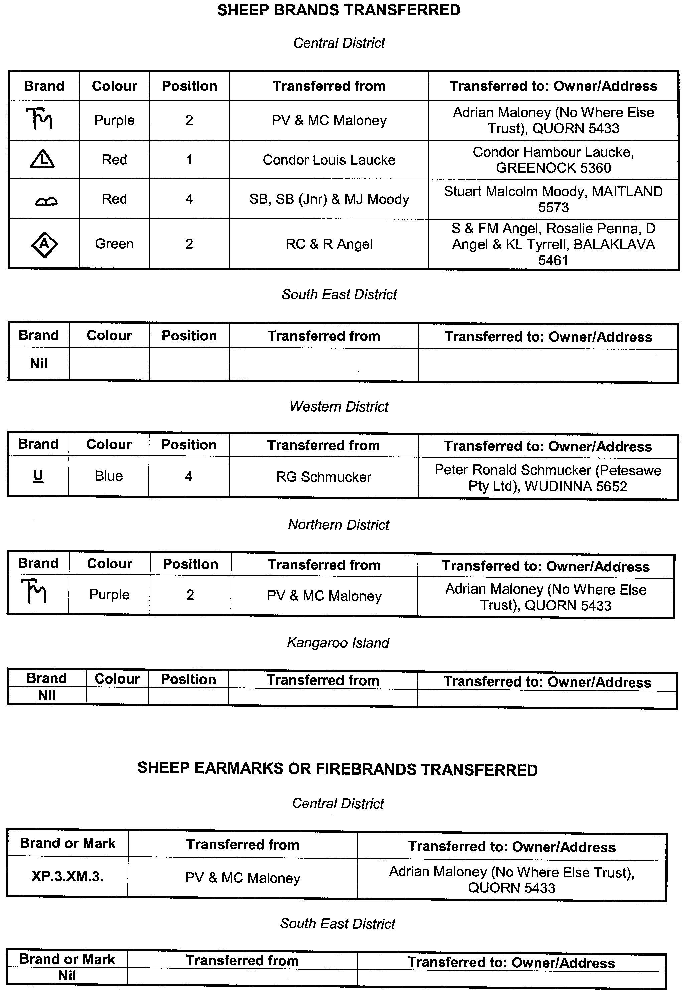 SHEEP BRANDS TRANSFERRED
Central District
Brand Colour Position Transferred from Transferred to: Owner/Address
TM Purple 2 PV & MC Maloney Adrian Maloney (No Where Else
Trust), QUORN 5433
L Red 1 Condor Louis Laucke Condor Hambour Laucke,
GREENOCK 5360
B Red 4 SB, SB (Jnr) & MJ Moody Stuart Malcolm Moody, MAITLAND
5573
A Green 2 RC & R Angel S & FM Angel, Rosalie Penna, D
Angel & KL Tyrrell, BALAKLAVA
5461
South East District
Brand Colour Position Transferred from Transferred to: Owner/Address
Nil
Western District
Brand Colour Position Transferred from Transferred to: Owner/Address
U Blue 4 RG Schmucker Peter Ronald Schmucker (Petesawe
Pty Ltd), WUDINNA 5652
Northern District
Brand Colour Position Transferred from Transferred to: Owner/Address
TM Purple 2 PV & MC Maloney Adrian Maloney (No Where Else
Trust), QUORN 5433
Kangaroo Island
Brand Colour Position Transferred from Transferred to: Owner/Address
Nil
SHEEP EARMARKS OR FIREBRANDS TRANSFERRED
Central District
Brand or Mark Transferred from Transferred to: Owner/Address
XP.3.XM.3. PV & MC Maloney Adrian Maloney (No Where Else Trust),
QUORN 5433
South East District
Brand or Mark Transferred from Transferred to: Owner/Address
Nil